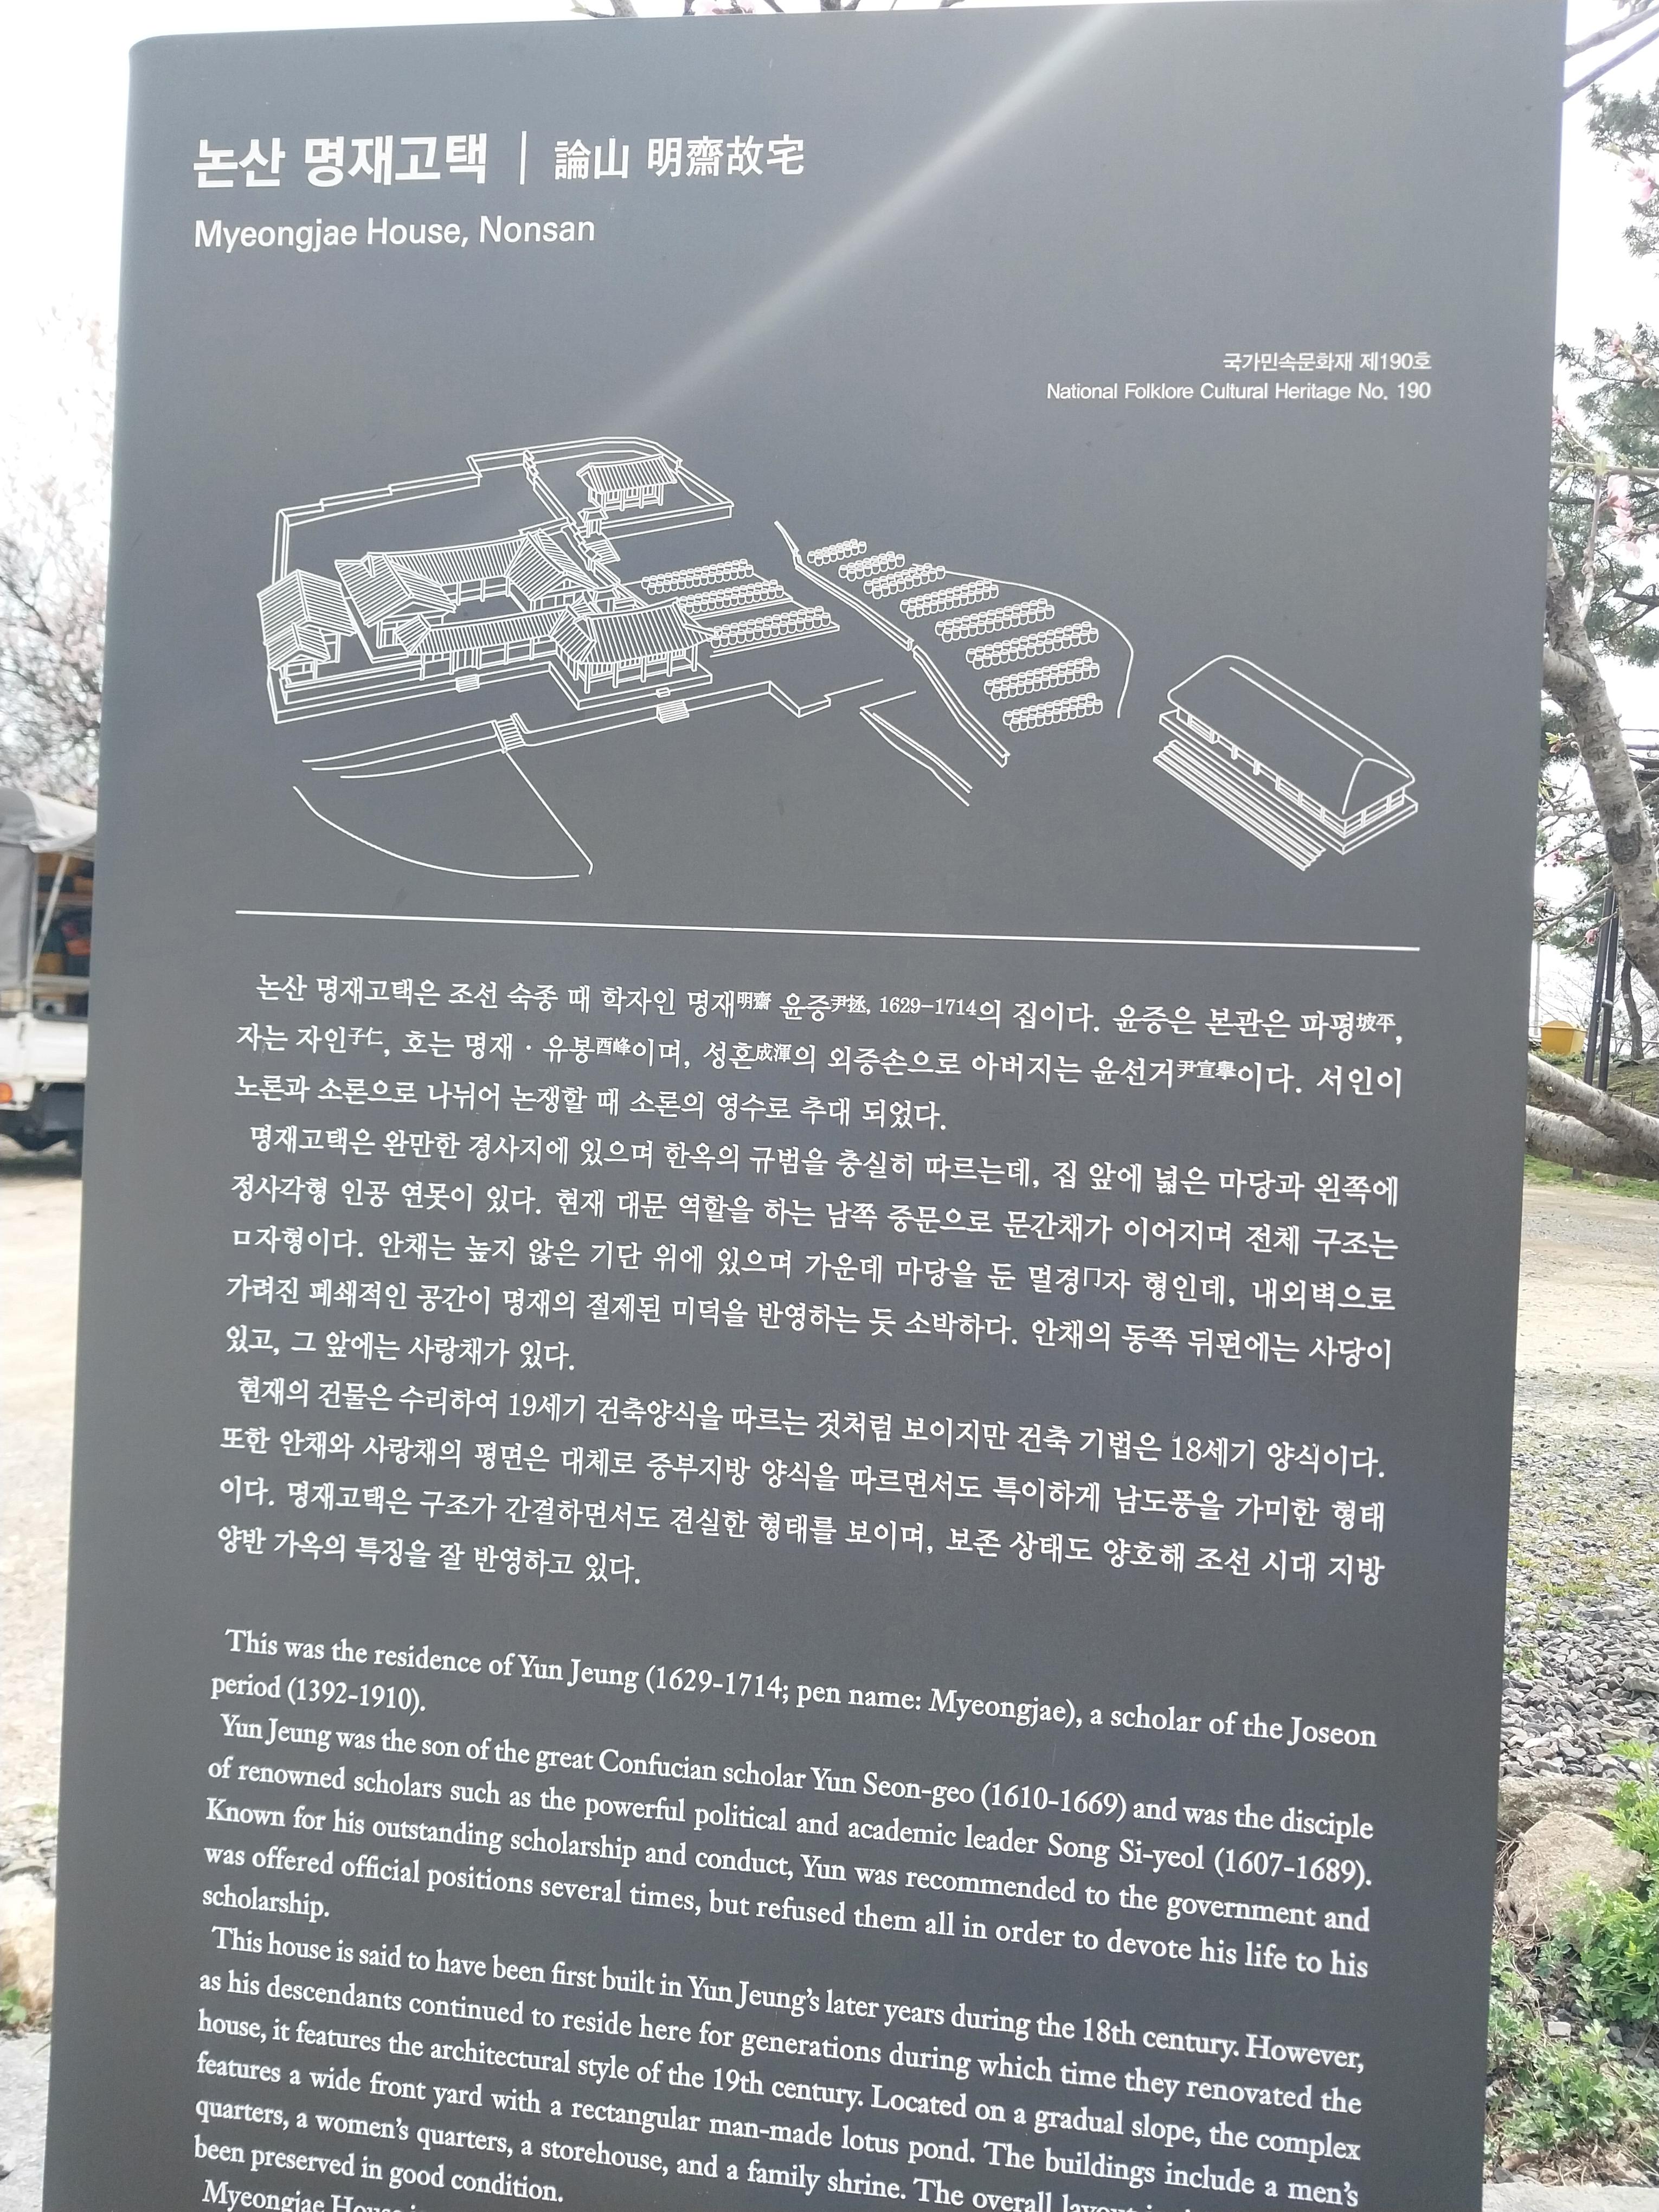 논산 명재고택 | 論山 明齋故宅
Myeongjae House, Nonsan
국가민속문화재 제190호
National Folklore Cultural Heritage No. 190
논산 명재고택은 조선 숙종 때 학자인 명재明齋 윤증尹拯, 1629-1714의 집이다. 윤증은 본관은 파평坡平,
자는 자인子仁, 호는 명재 · 유봉酉峰이며, 성혼成渾의 외증손으로 아버지는 윤선거尹宣擧이다. 서인이
노론과 소론으로 나뉘어 논쟁할 때 소론의 영수로 추대 되었다.
명재고택은 완만한 경사지에 있으며 한옥의 규범을 충실히 따르는데, 집 앞에 넓은 마당과 왼쪽에
정사각형 인공 연못이 있다. 현재 대문 역할을 하는 남쪽 중문으로 문간채가 이어지며 전체 구조는
ㅁ자형이다. 안채는 높지 않은 기단 위에 있으며 가운데 마당을 둔 멀경冂자 형인데, 내외벽으로
가려진 폐쇄적인 공간이 명재의 절제된 미덕을 반영하는 듯 소박하다. 안채의 동쪽 뒤편에는 사당이
있고, 그 앞에는 사랑채가 있다.
현재의 건물은 수리하여 19세기 건축양식을 따르는 것처럼 보이지만 건축 기법은 18세기 양식이다.
또한 안채와 사랑채의 평면은 대체로 중부지방 양식을 따르면서도 특이하게 남도풍을 가미한 형태
이다. 명재고택은 구조가 간결하면서도 견실한 형태를 보이며, 보존 상태도 양호해 조선 시대 지방
양반 가옥의 특징을 잘 반영하고 있다.
This was the residence of Yun Jeung (1629-1714; pen name: Myeongjae), a scholar of the Joseon
period (1392-1910).
Yun Jeung was the son of the great Confucian scholar Yun Seon-geo (1610-1669) and was the disciple
of renowned scholars such as the powerful political and academic leader Song Si-yeol (1607-1689).
Known for his outstanding scholarship and conduct, Yun was recommended to the government and
was offered official positions several times, but refused them all in order to devote his life to his
scholarship.
This house is said to have been first built in Yun Jeung's later years during the 18th century. However,
as his descendants continued to reside here for generations during which time they renovated the
house, it features the architectural style of the 19th century. Located on a gradual slope, the complex
features a wide front yard with a rectangular man-made lotus pond. The buildings include a men's
quarters, a women's quarters, a storehouse, and a family shrine. The overall
been preserved in good condition.
Myeongjae